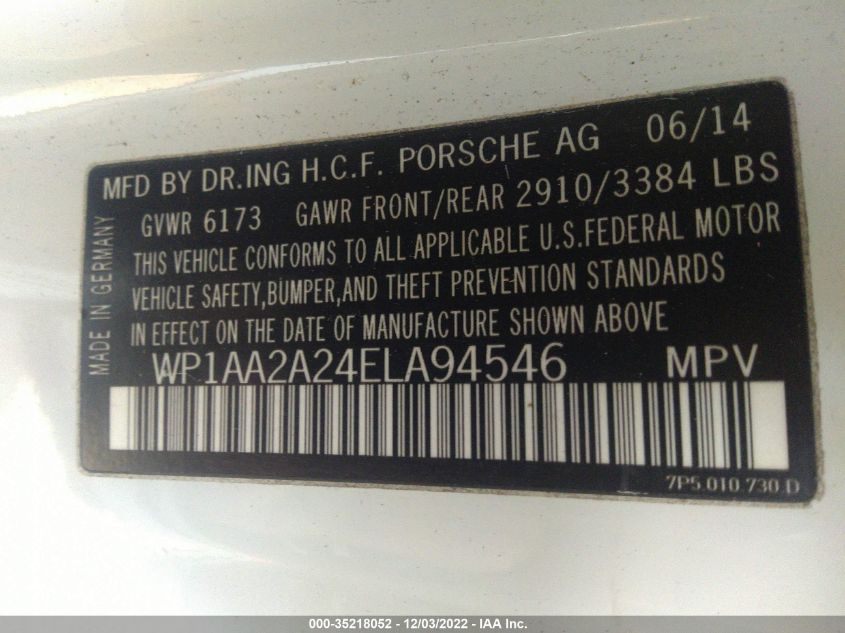 MFD BY DR.ING H.C.F. PORSCHE AG 06/14
GVWR 6173 GAWR FRONT/REAR 2910/3384 LBS
THIS VEHICLE CONFORMS TO ALL APPLICABLE U.S.FEDERAL MOTOR
VEHICLE SAFETY,BUMPER,AND THEFT PREVENTION STANDARDS
IN EFFECT ON THE DATE OF MANUFACTURE SHOWN ABOVE
WP1AA2A24ELA94546 MPV
MADE IN GERMANY
7P5.010.730.D
000-35218052 - 12/03/2022 - IAA Inc.